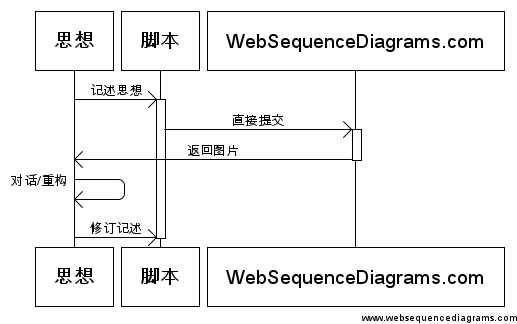 思想 脚本 WebSequenceDiagrams.com
记述思想
直接提交
返回图片
对话/重构
修订记述
思想 脚本 WebSequenceDiagrams.com
www.websequencediagrams.com